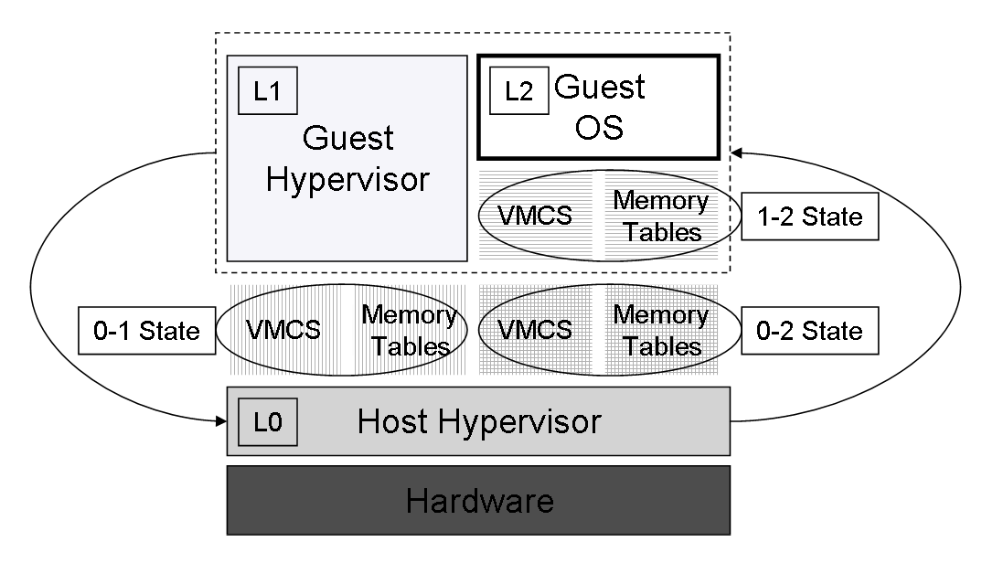 L1
Guest
Hypervisor
L2
Guest
OS
VMCS
Memory
Tables
1-2 State
0-1 State
VMCS
Memory
Tables
VMCS
Memory
Tables
0-2 State
L0
Host Hypervisor
Hardware